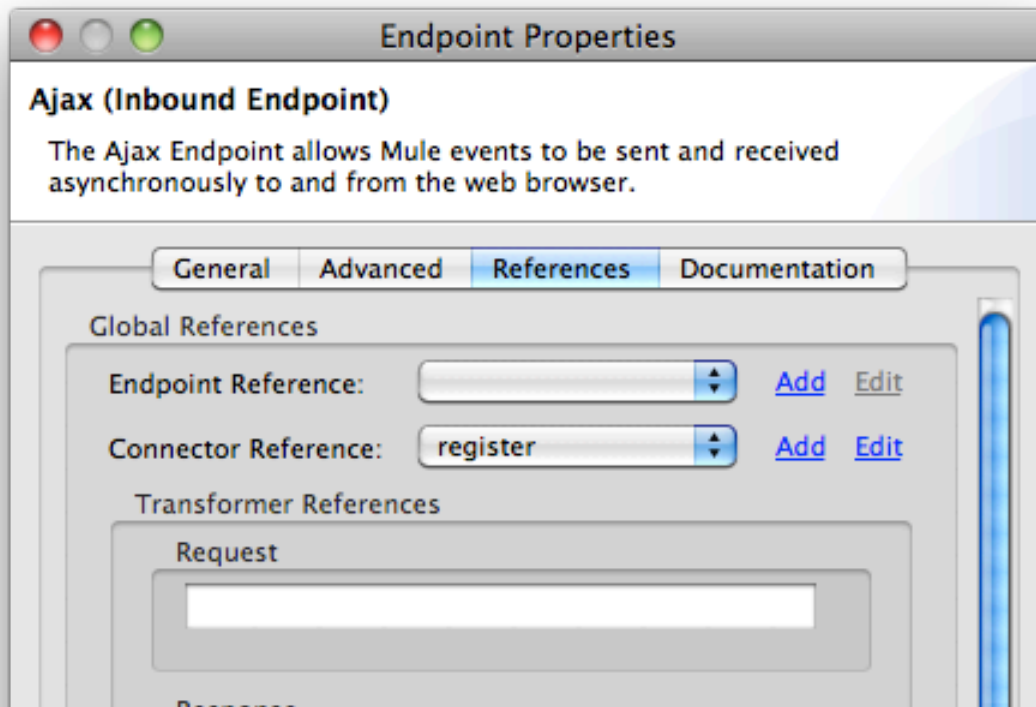 Endpoint Properties
Ajax (Inbound Endpoint)
The Ajax Endpoint allows Mule events to be sent and received
asynchronously to and from the web browser.
General Advanced References Documentation
Global References
Endpoint Reference: Add Edit
Connector Reference: register Add Edit
Transformer References
Request